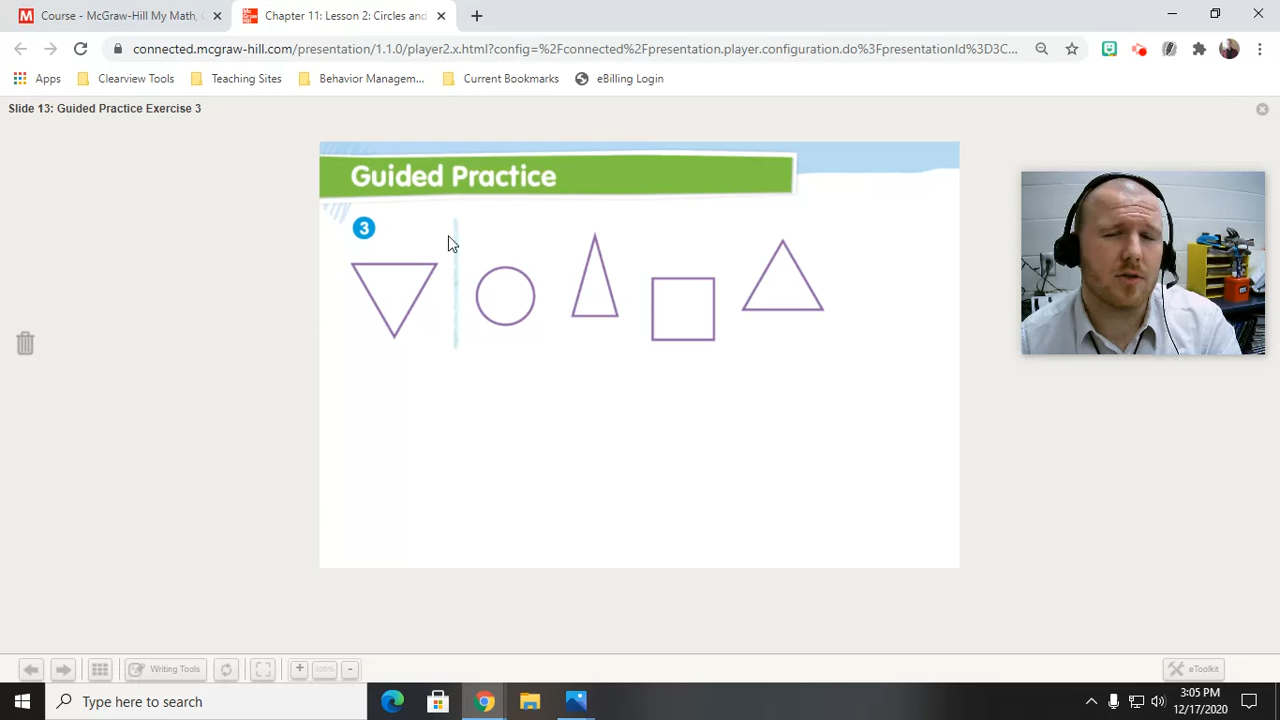 Course - McGraw-Hill My Math, (
Chapter 11: Lesson 2: Circles and
connected.mcgraw-hill.com/presentation/1.1.0/player2.x.html?config=%2Fconnected%2Fpresentation.player.configuration.do%3FpresentationId%3D3C...
Apps
Clearview Tools
Teaching Sites
Behavior Managem...
Current Bookmarks
eBilling Login
Slide 13: Guided Practice Exercise 3
Guided Practice
3
Writing Tools
100%
eToolkit
Type here to search
3:05 PM
12/17/2020